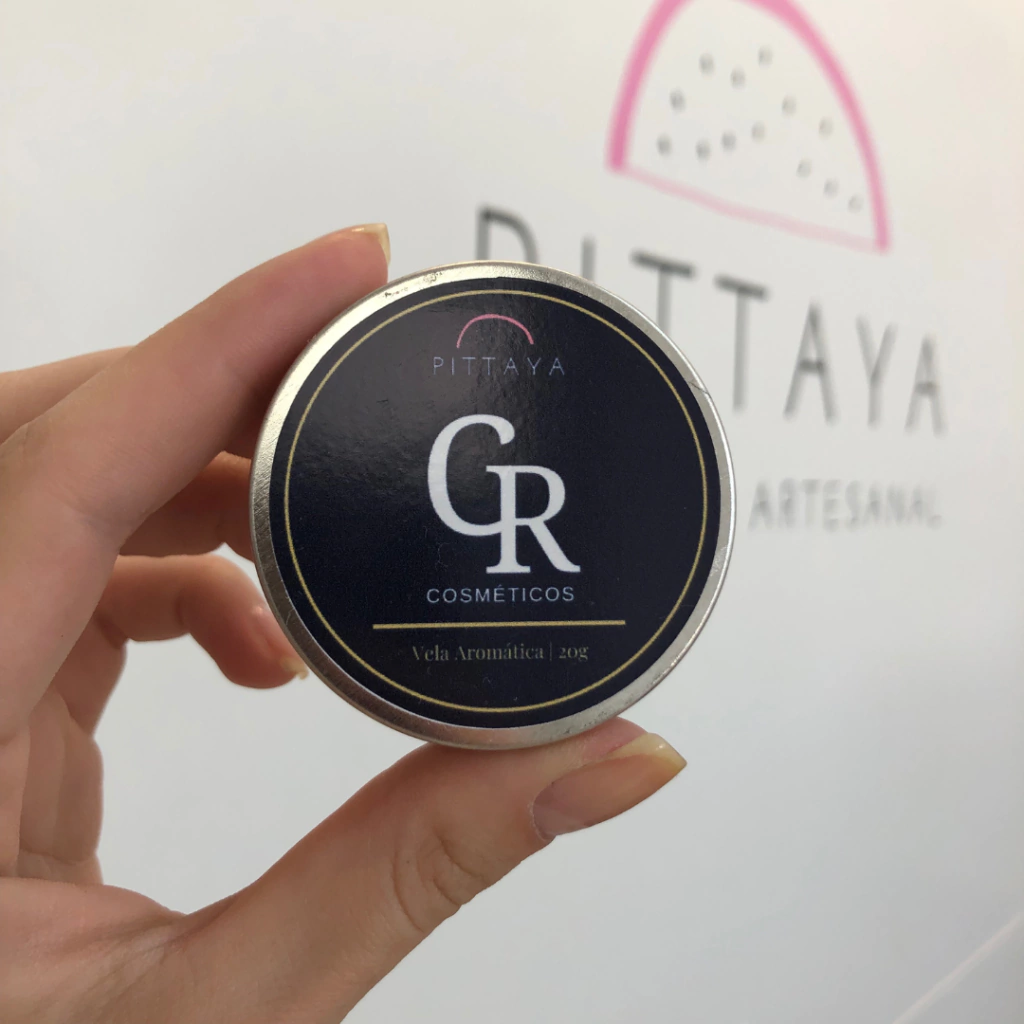 PITTAYA
ARTESANAL
PITTAYA
CR
COSMÉTICOS
Vela Aromática | 20g